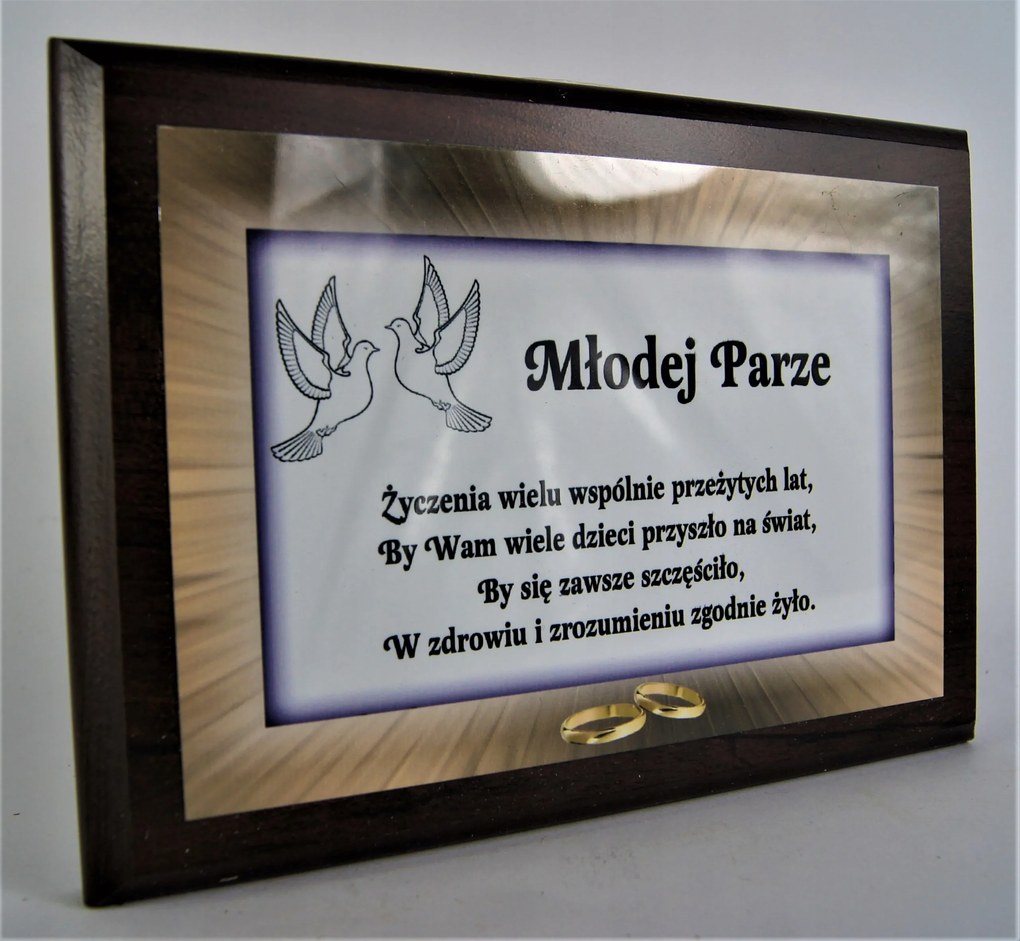 Młodej Parze
Życzenia wielu wspólnie przeżytych lat,
By Wam wiele dzieci przyszło na świat,
By się zawsze szczęściło,
W zdrowiu i zrozumieniu zgodnie żyło.